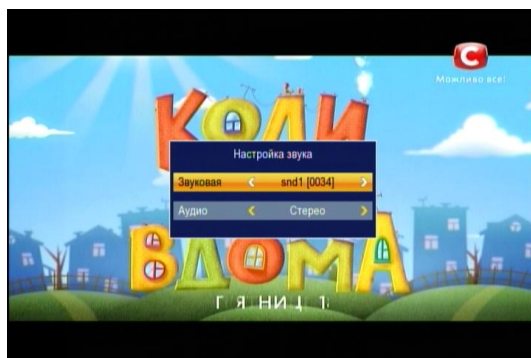 С
Можливо все!
КОЛИ
Настройка звука
Звуковая snd1 [0034]
Аудио Стерео
ВДОМА